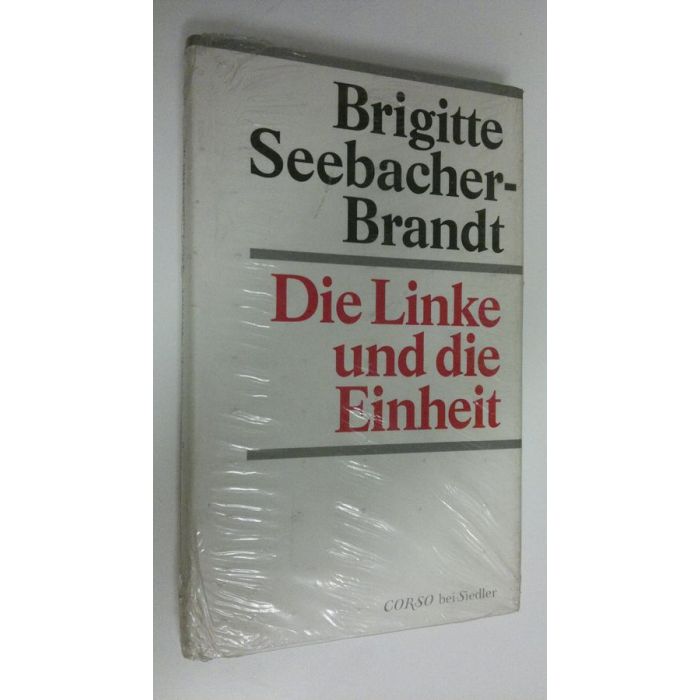 Brigitte
Seebacher-
Brandt
Die Linke
und die
Einheit
CORSO bei Siedler